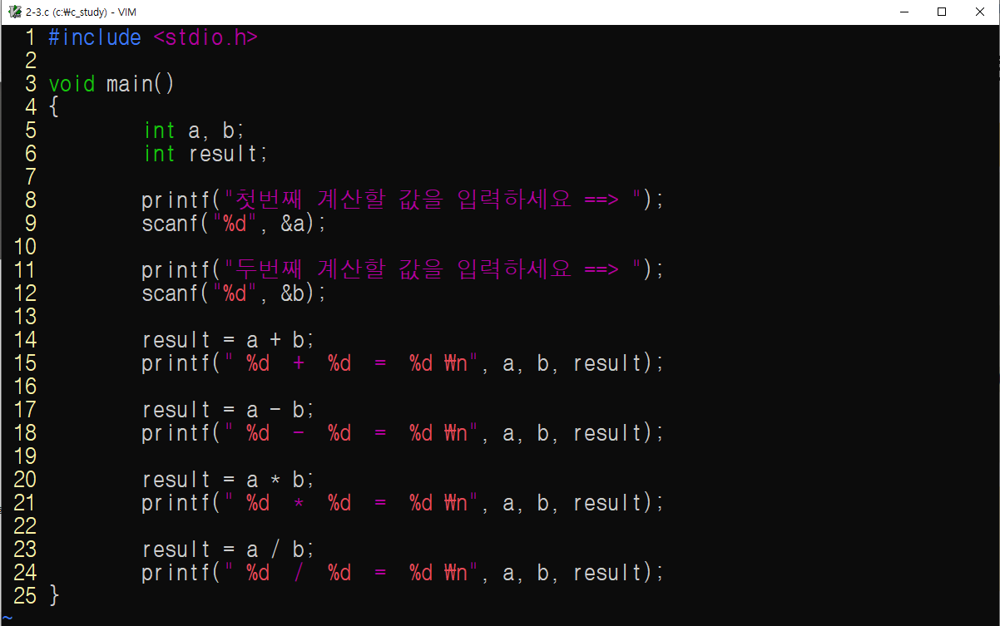 2-3.c (c:₩c_study) - VIM
1 #include <stdio.h>
2
3 void main()
4 {
5 int a, b;
6 int result;
7
8 printf("첫번째 계산할 값을 입력하세요 ==> ");
9 scanf("%d", &a);
10
11 printf("두번째 계산할 값을 입력하세요 ==> ");
12 scanf("%d", &b);
13
14 result = a + b;
15 printf(" %d  +  %d  =  %d ₩n", a, b, result);
16
17 result = a - b;
18 printf(" %d  -  %d  =  %d ₩n", a, b, result);
19
20 result = a * b;
21 printf(" %d  *  %d  =  %d ₩n", a, b, result);
22
23 result = a / b;
24 printf(" %d  /  %d  =  %d ₩n", a, b, result);
25 }
~